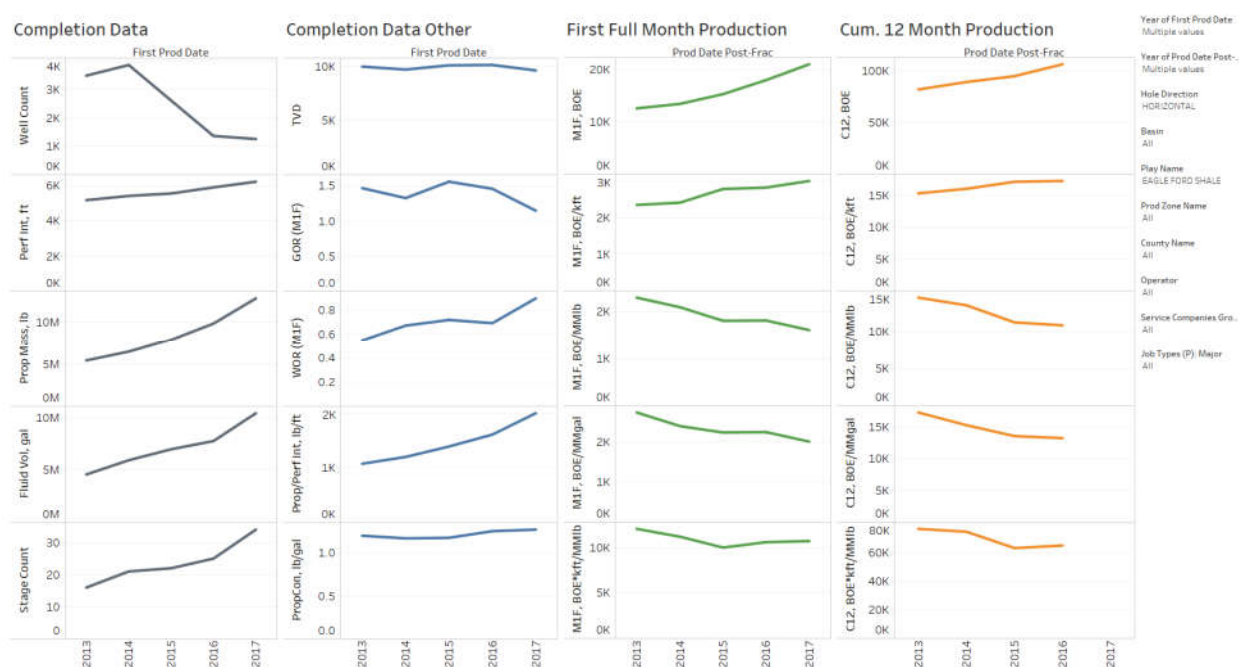 Completion Data
First Prod Date
Well Count
4K
3K
2K
1K
0K
Perf Int, ft
6K
4K
2K
0K
Prop Mass, lb
10M
5M
0M
Fluid Vol, gal
10M
5M
0M
Stage Count
30
20
10
0
2013
2014
2015
2016
2017
Completion Data Other
First Prod Date
TVD
10K
5K
0K
GOR (M1F)
1.5
1.0
0.5
0.0
WOR (M1F)
0.8
0.6
0.4
0.2
Prop/Perf Int, lb/ft
2K
1K
0K
PropCon, lb/gal
1.0
0.5
0.0
2013
2014
2015
2016
2017
First Full Month Production
Prod Date Post-Frac
M1F, BOE
20K
10K
0K
M1F, BOE/kft
3K
2K
1K
0K
M1F, BOE/MMlb
2K
1K
0K
M1F, BOE/MMgal
2K
1K
0K
M1F, BOE*kft/MMlb
10K
5K
0K
2013
2014
2015
2016
2017
Cum. 12 Month Production
Prod Date Post-Frac
C12, BOE
100K
50K
0K
C12, BOE/kft
15K
10K
5K
0K
C12, BOE/MMlb
15K
10K
5K
0K
C12, BOE/MMgal
15K
10K
5K
0K
C12, BOE*kft/MMlb
80K
60K
40K
20K
0K
2013
2014
2015
2016
2017
Year of First Prod Date
Multiple values
Year of Prod Date Post-..
Multiple values
Hole Direction
HORIZONTAL
Basin
All
Play Name
EAGLE FORD SHALE
Prod Zone Name
All
County Name
All
Operator
All
Service Companies Gro..
All
Job Types (P): Major
All